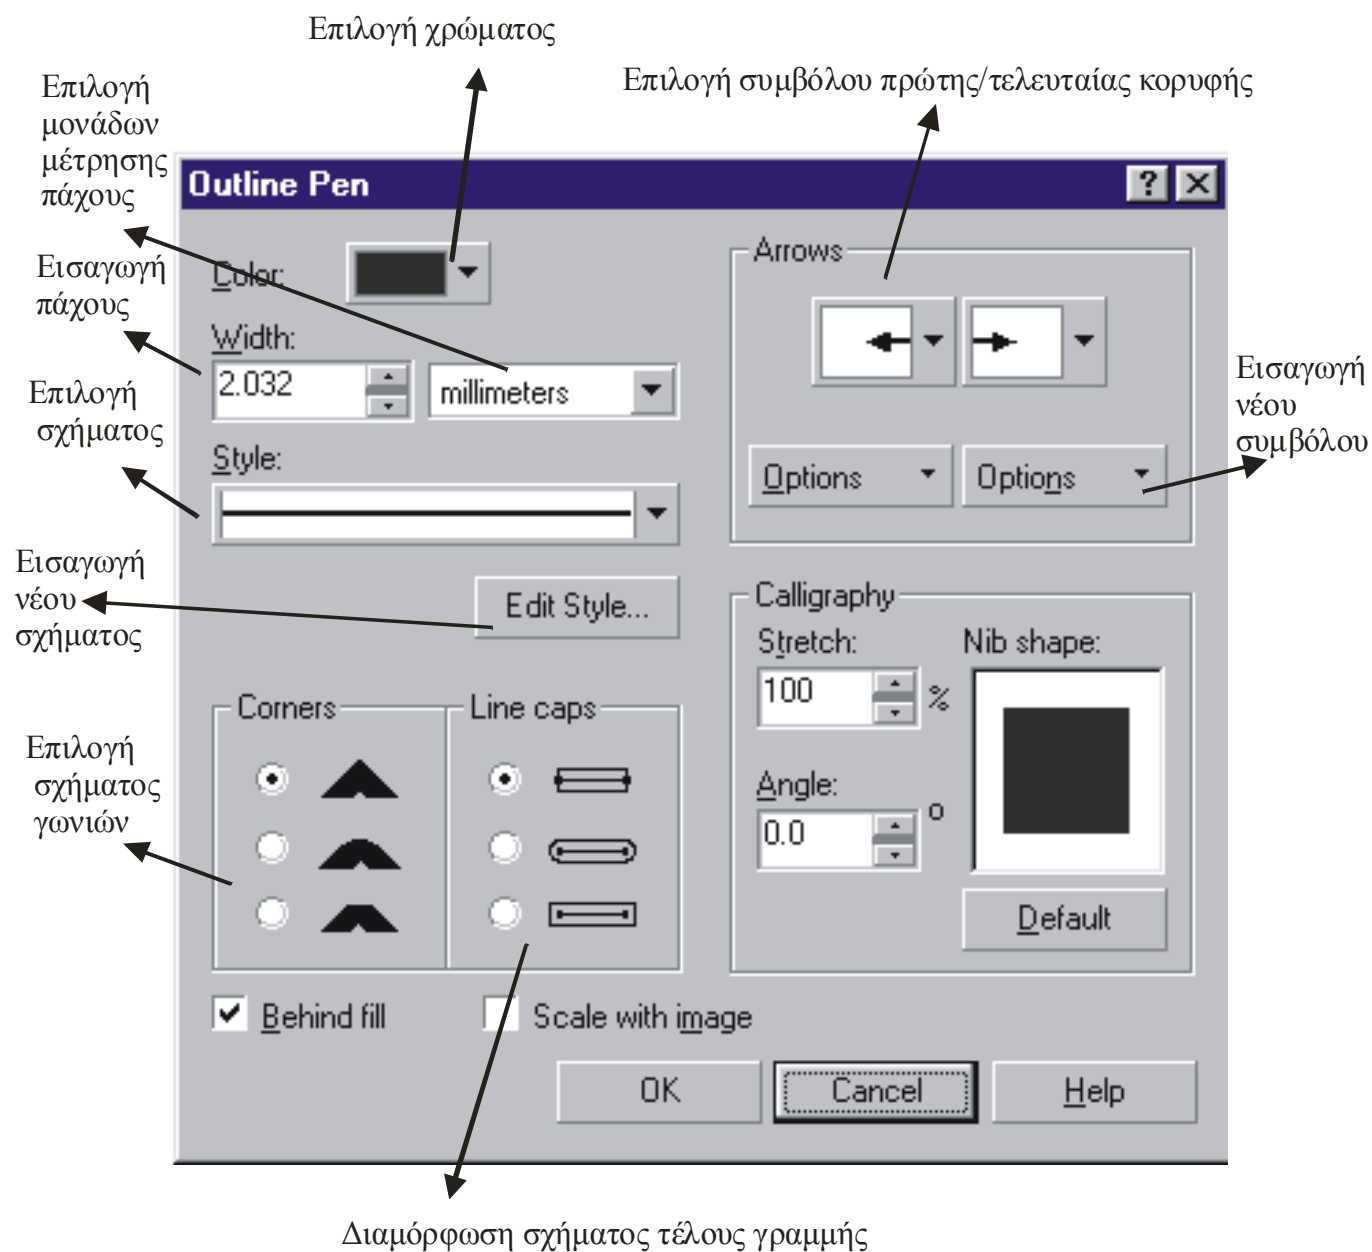 Επιλογή χρώματος
Επιλογή συμβόλου πρώτης/τελευταίας κορυφής
Επιλογή
μονάδων
μέτρησης
πάχους
Outline Pen
Εισαγωγή
πάχους
Color:
Arrows
Width:
2.032
millimeters
Επιλογή
σχήματος
Εισαγωγή
νέου
συμβόλου
Style:
Options
Options
Εισαγωγή
νέου
σχήματος
Edit Style...
Calligraphy
Stretch:
Nib shape:
100
%
Corners
Line caps
Επιλογή
σχήματος
γωνιών
Angle:
0.0
o
Default
Behind fill
Scale with image
OK
Cancel
Help
Διαμόρφωση σχήματος τέλους γραμμής